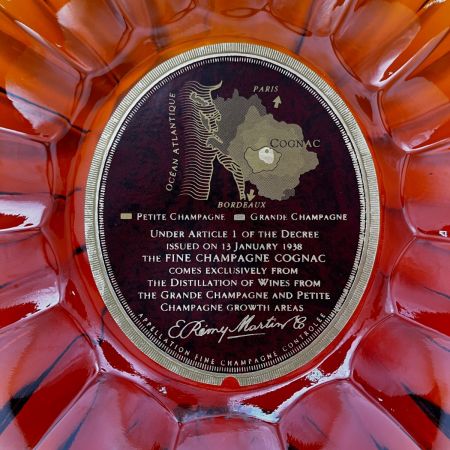 PARIS
OCÉAN ATLANTIQUE
COGNAC
BORDEAUX
PETITE CHAMPAGNE GRANDE CHAMPAGNE
UNDER ARTICLE 1 OF THE DECREE
ISSUED ON 13 JANUARY 1938
THE FINE CHAMPAGNE COGNAC
COMES EXCLUSIVELY FROM
THE DISTILLATION OF WINES FROM
THE GRANDE CHAMPAGNE AND PETITE
CHAMPAGNE GROWTH AREAS
E. Rémy Martin & Co
APPELLATION FINE CHAMPAGNE CONTROLÉE